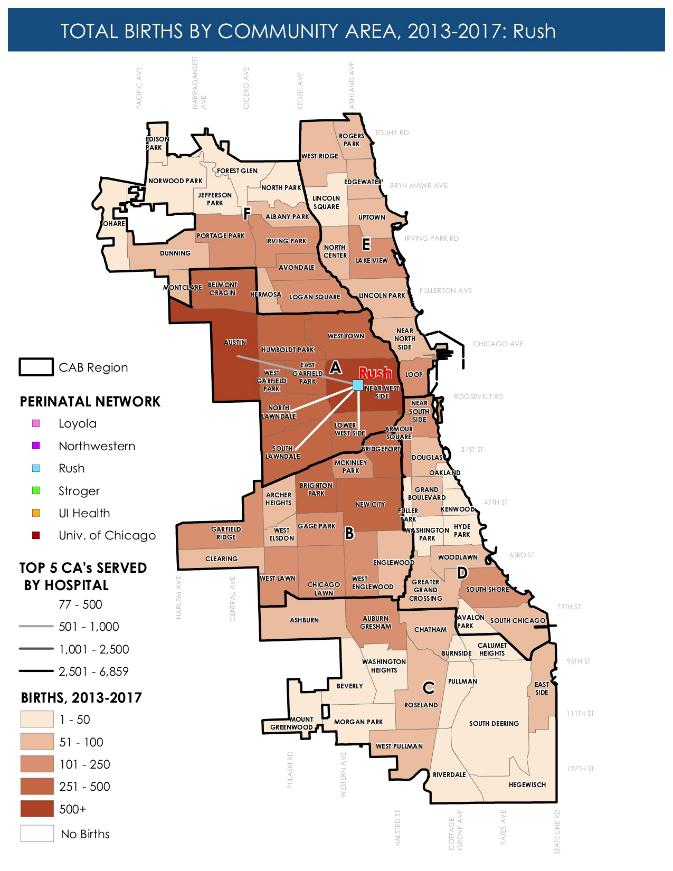 TOTAL BIRTHS BY COMMUNITY AREA, 2013-2017: Rush
PACIFIC AVE
NARRAGANSETT AVE
CICERO AVE
KEDZIE AVE
ASHLAND AVE
TOUHY RD
EDISON PARK
ROGERS PARK
WEST RIDGE
FOREST GLEN
NORWOOD PARK
NORTH PARK
EDGEWATER
BRYN MAWR AVE
JEFFERSON PARK
LINCOLN SQUARE
F
ALBANY PARK
UPTOWN
OHARE
PORTAGE PARK
IRVING PARK
NORTH CENTER
E
IRVING PARK RD
DUNNING
LAKE VIEW
AVONDALE
MONTCLARE
BELMONT CRAGIN
HERMOSA
LOGAN SQUARE
LINCOLN PARK
FULLERTON AVE
AUSTIN
WEST TOWN
NEAR NORTH SIDE
CHICAGO AVE
HUMBOLDT PARK
WEST GARFIELD PARK
EAST GARFIELD PARK
A
Rush
NEAR WEST SIDE
LOOP
ROOSEVELT RD
NORTH LAWNDALE
LOWER WEST SIDE
NEAR SOUTH SIDE
SOUTH LAWNDALE
ARMOUR SQUARE
BRIDGEPORT
31ST ST
MCKINLEY PARK
DOUGLAS
OAKLAND
ARCHER HEIGHTS
BRIGHTON PARK
NEW CITY
GRAND BOULEVARD
47TH ST
FULLER PARK
KENWOOD
GARFIELD RIDGE
WEST ELSDON
GAGE PARK
B
WASHINGTON PARK
HYDE PARK
CLEARING
ENGLEWOOD
WOODLAWN
63RD ST
D
WEST LAWN
CHICAGO LAWN
WEST ENGLEWOOD
GREATER GRAND CROSSING
SOUTH SHORE
HARLEM AVE
CENTRAL AVE
79TH ST
ASHBURN
AUBURN GRESHAM
CHATHAM
AVALON PARK
SOUTH CHICAGO
BURNSIDE
CALUMET HEIGHTS
WASHINGTON HEIGHTS
95TH ST
BEVERLY
C
PULLMAN
EAST SIDE
ROSELAND
MOUNT GREENWOOD
MORGAN PARK
SOUTH DEERING
111TH ST
WEST PULLMAN
PULASKI RD
WESTERN AVE
RIVERDALE
HEGEWISCH
127TH ST
HALSTED ST
COTTAGE GROVE AVE
YATES AVE
STATE LINE RD
CAB Region
PERINATAL NETWORK
Loyola
Northwestern
Rush
Stroger
UI Health
Univ. of Chicago
TOP 5 CA's SERVED
BY HOSPITAL
77 - 500
501 - 1,000
1,001 - 2,500
2,501 - 6,859
BIRTHS, 2013-2017
1 - 50
51 - 100
101 - 250
251 - 500
500+
No Births